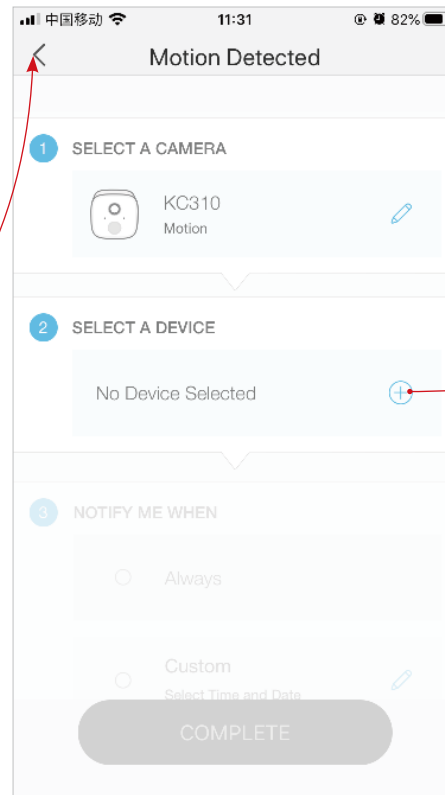 中国移动 11:31 82%
Motion Detected
1 SELECT A CAMERA
KC310
Motion
2 SELECT A DEVICE
No Device Selected
3 NOTIFY ME WHEN
Always
Custom
Select Time and Date
COMPLETE